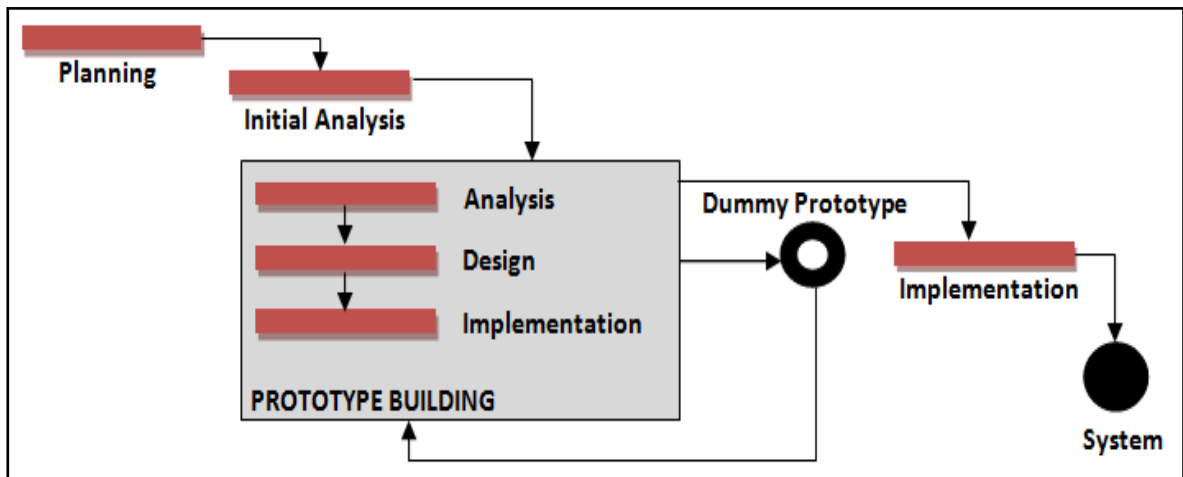 Planning
Initial Analysis
Analysis
Design
Implementation
PROTOTYPE BUILDING
Dummy Prototype
Implementation
System